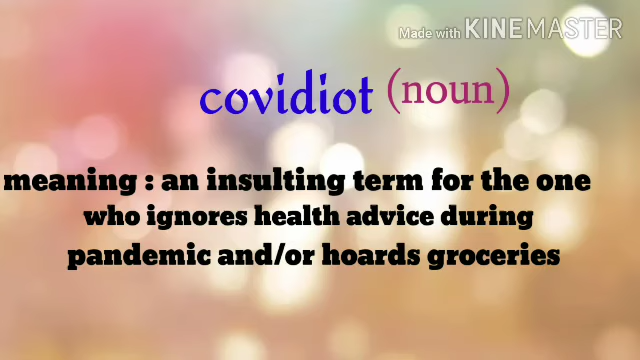 Made with KINEMASTER
covidiot (noun)
meaning : an insulting term for the one
who ignores health advice during
pandemic and/or hoards groceries